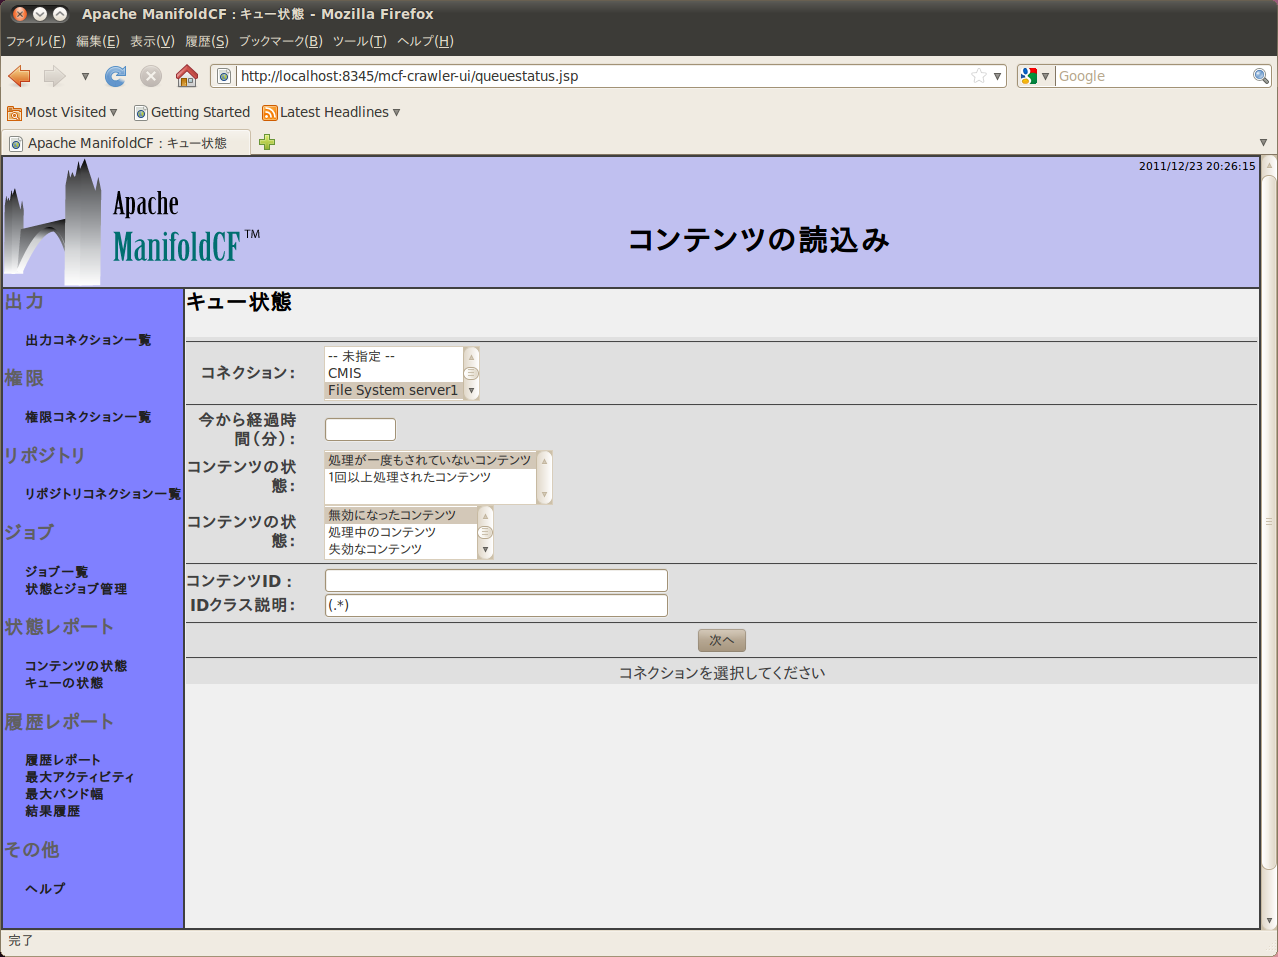 Apache ManifoldCF : キュー状態 - Mozilla Firefox
ファイル(F) 編集(E) 表示(V) 履歴(S) ブックマーク(B) ツール(T) ヘルプ(H)
http://localhost:8345/mcf-crawler-ui/queuestatus.jsp
Google
Most Visited Getting Started Latest Headlines
Apache ManifoldCF : キュー状態
2011/12/23 20:26:15
Apache
ManifoldCF™
コンテンツの読込み
出力
出力コネクション一覧
権限
権限コネクション一覧
リポジトリ
リポジトリコネクション一覧
ジョブ
ジョブ一覧
状態とジョブ管理
状態レポート
コンテンツの状態
キューの状態
履歴レポート
履歴レポート
最大アクティビティ
最大バンド幅
結果履歴
その他
ヘルプ
キュー状態
コネクション：
-- 未指定 --
CMIS
File System server1
今から経過時
間（分）：
コンテンツの状
態：
処理が一度もされていないコンテンツ
1回以上処理されたコンテンツ
コンテンツの状
態：
無効になったコンテンツ
処理中のコンテンツ
失効なコンテンツ
コンテンツID：
IDクラス説明：
(.*)
次へ
コネクションを選択してください
完了